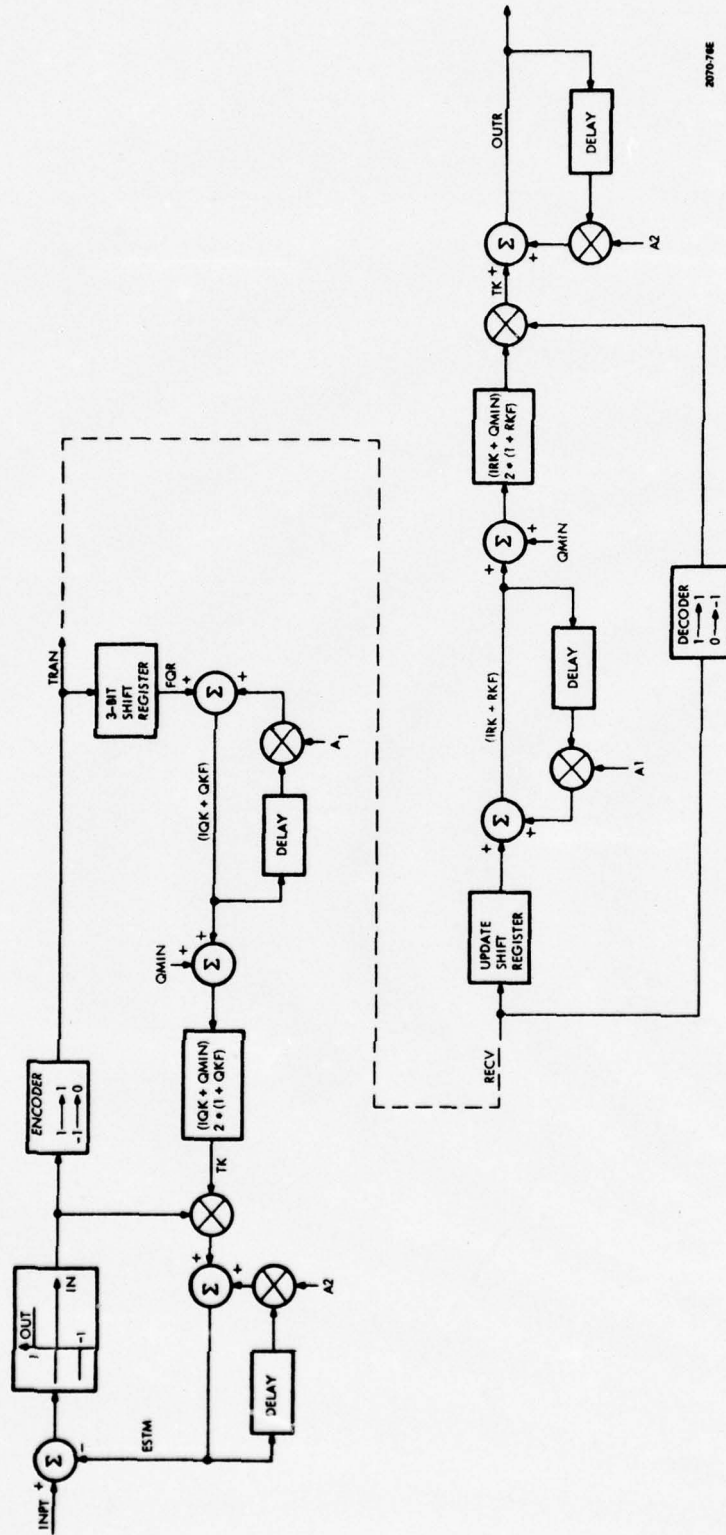 INPT
+
Σ
-
OUT
1
IN
-1
ENCODER
1 → 1
-1 → 0
TRAN
ESTM
3-BIT
SHIFT
REGISTER
FQR
+
Σ
+
A1
DELAY
(IQK + QKF)
QMIN
+
+
Σ
(IQK + QMIN)
2 * (1 + QKF)
TK
+
Σ
+
A2
DELAY
RECV
UPDATE
SHIFT
REGISTER
+
Σ
+
A1
DELAY
(IRK + RKF)
+
Σ
+
QMIN
(IRK + QMIN)
2 * (1 + RKF)
DECODER
1 → 1
0 → -1
TK
+
Σ
+
A2
DELAY
OUTR
2070-78E